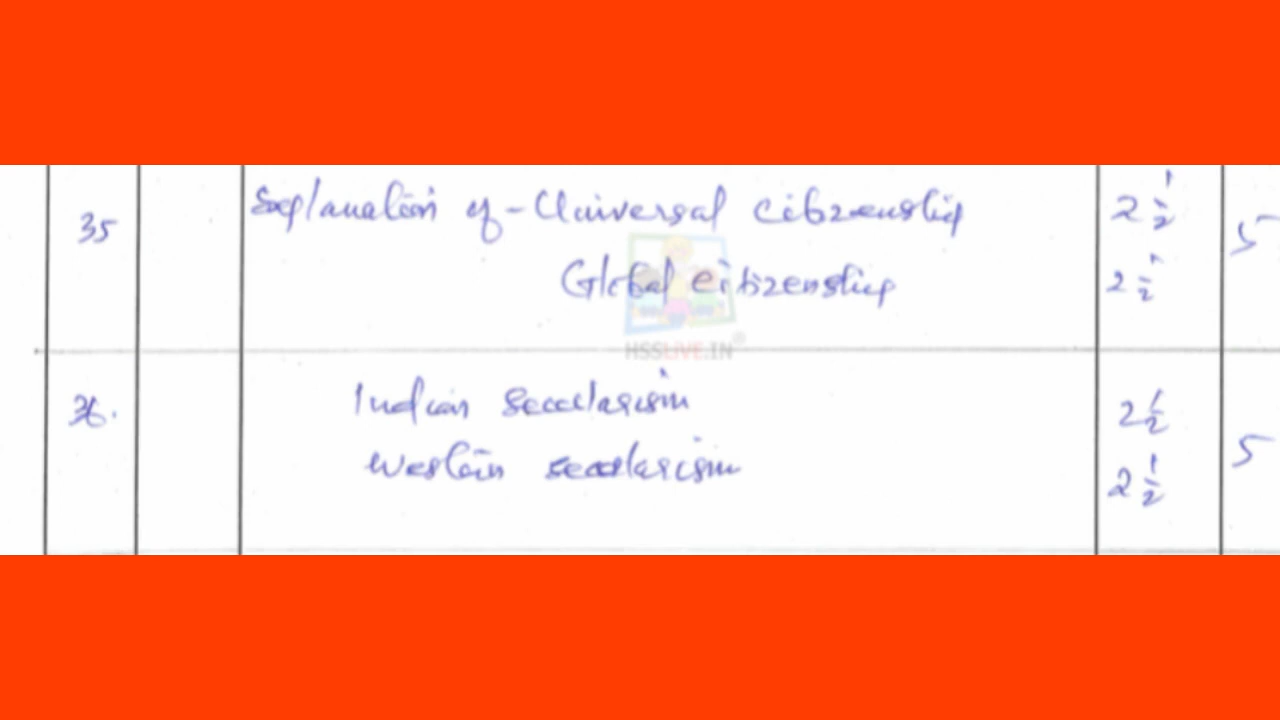 35 Explanation of - Universal citizenship 2 1/2 5
Global citizenship 2 1/2
HSSLIVE.IN®
36. Indian Secularism 2 1/2 5
Western secularism 2 1/2